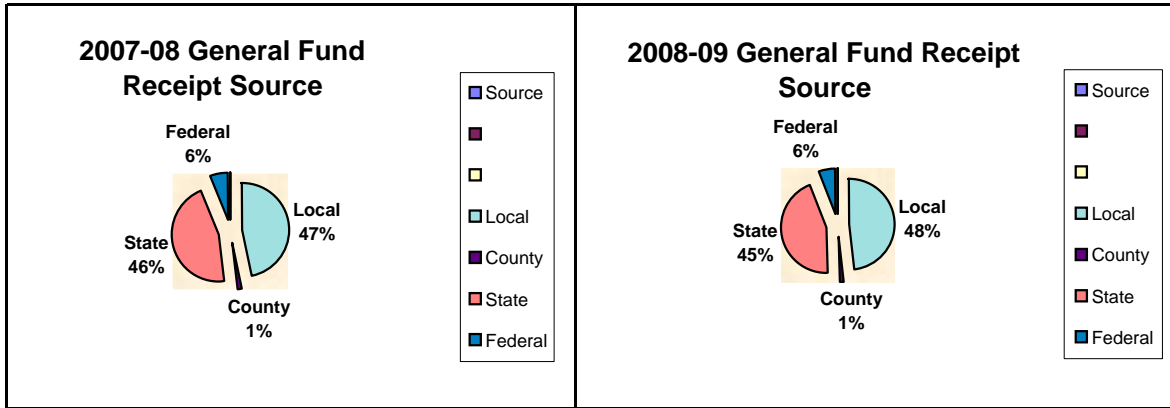 2007-08 General Fund
Receipt Source
Federal
6%
Local
47%
State
46%
County
1%
Source
Local
County
State
Federal
2008-09 General Fund Receipt
Source
Federal
6%
Local
48%
State
45%
County
1%
Source
Local
County
State
Federal